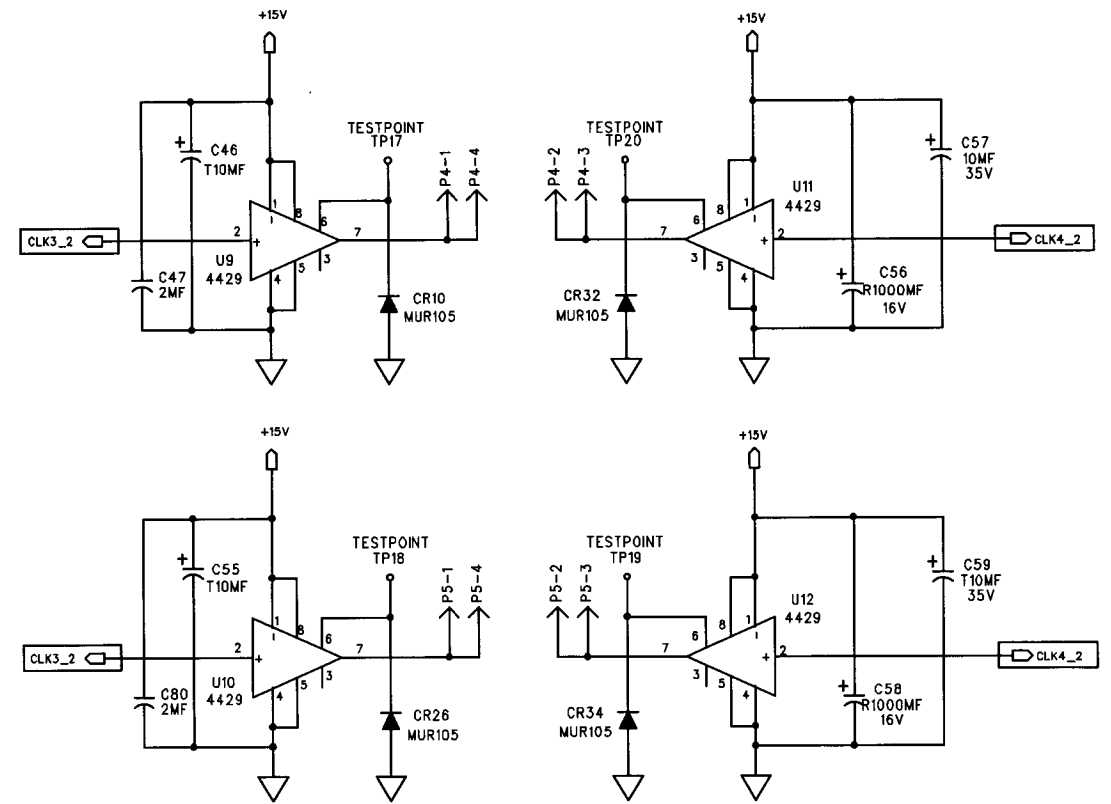 +15V
TESTPOINT
TP17
P4-1
P4-4
+
C46
T10MF
1
8
6
2
+
7
CLK3_2
U9
4429
5
3
4
C47
2MF
CR10
MUR105
+15V
TESTPOINT
TP20
P4-2
P4-3
+
C57
10MF
35V
U11
4429
6
8
1
7
+
2
CLK4_2
3
5
4
+
C56
R1000MF
16V
CR32
MUR105
+15V
TESTPOINT
TP18
P5-1
P5-4
+
C55
T10MF
1
8
6
2
+
7
CLK3_2
U10
4429
5
3
4
C80
2MF
CR26
MUR105
+15V
TESTPOINT
TP19
P5-2
P5-3
+
C59
T10MF
35V
U12
4429
6
8
1
7
+
2
CLK4_2
3
5
4
+
C58
R1000MF
16V
CR34
MUR105